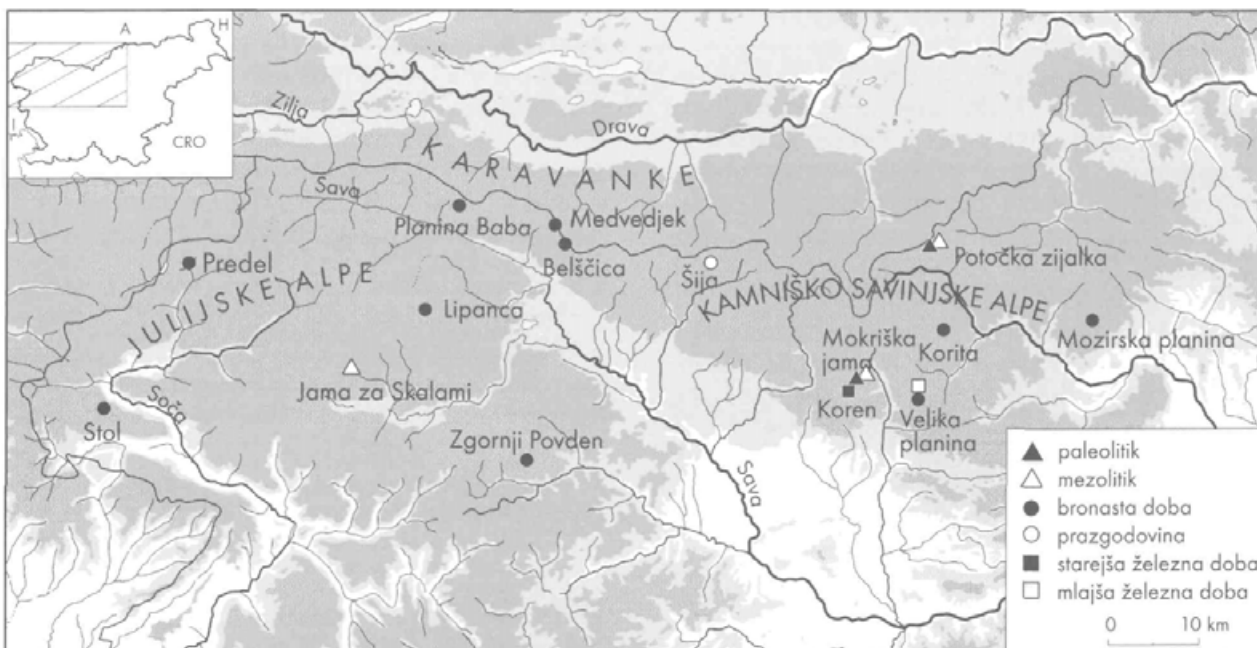 A
H
I
CRO
Zilja
Drava
KARAVANKE
Sava
Planina Baba
Medvedjek
Belščica
Predel
Šija
Potočka zijalka
JULIJSKE ALPE
KAMNIŠKO SAVINJSKE ALPE
Lipanca
Mozirska planina
Mokriška
jama
Korita
Jama za Skalami
Soča
Koren
Velika
planina
Stol
Zgornji Povden
Sava
paleolitik
mezolitik
bronasta doba
prazgodovina
starejša železna doba
mlajša železna doba
0 10 km